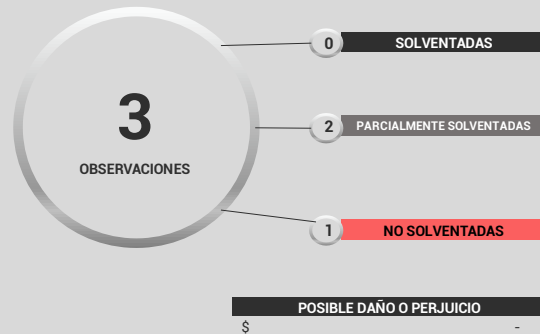 3
OBSERVACIONES
0 SOLVENTADAS
2 PARCIALMENTE SOLVENTADAS
1 NO SOLVENTADAS
POSIBLE DAÑO O PERJUICIO
$ -